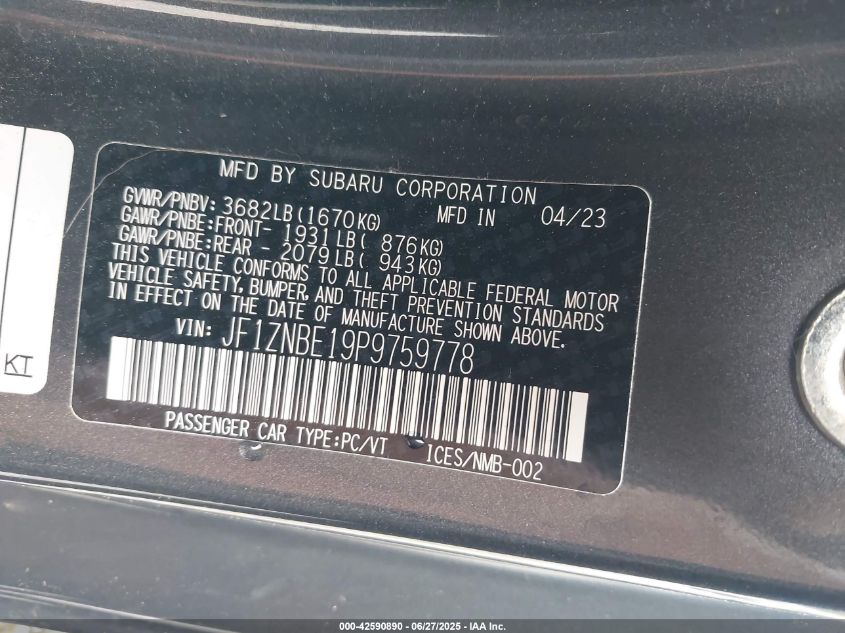 MFD BY SUBARU CORPORATION
GVWR/PNBV: 3682LB(1670KG) MFD IN 04/23
GAWR/PNBE:FRONT- 1931LB( 876KG)
GAWR/PNBE:REAR - 2079LB( 943KG)
THIS VEHICLE CONFORMS TO ALL APPLICABLE FEDERAL MOTOR
VEHICLE SAFETY, BUMPER, AND THEFT PREVENTION STANDARDS
IN EFFECT ON THE DATE OF MANUFACTURE SHOWN ABOVE.
VIN: JF1ZNBE19P9759778
PASSENGER CAR TYPE:PC/VT ICES/NMB-002
KT
000-42590890 | 06/27/2025 - IAA Inc.